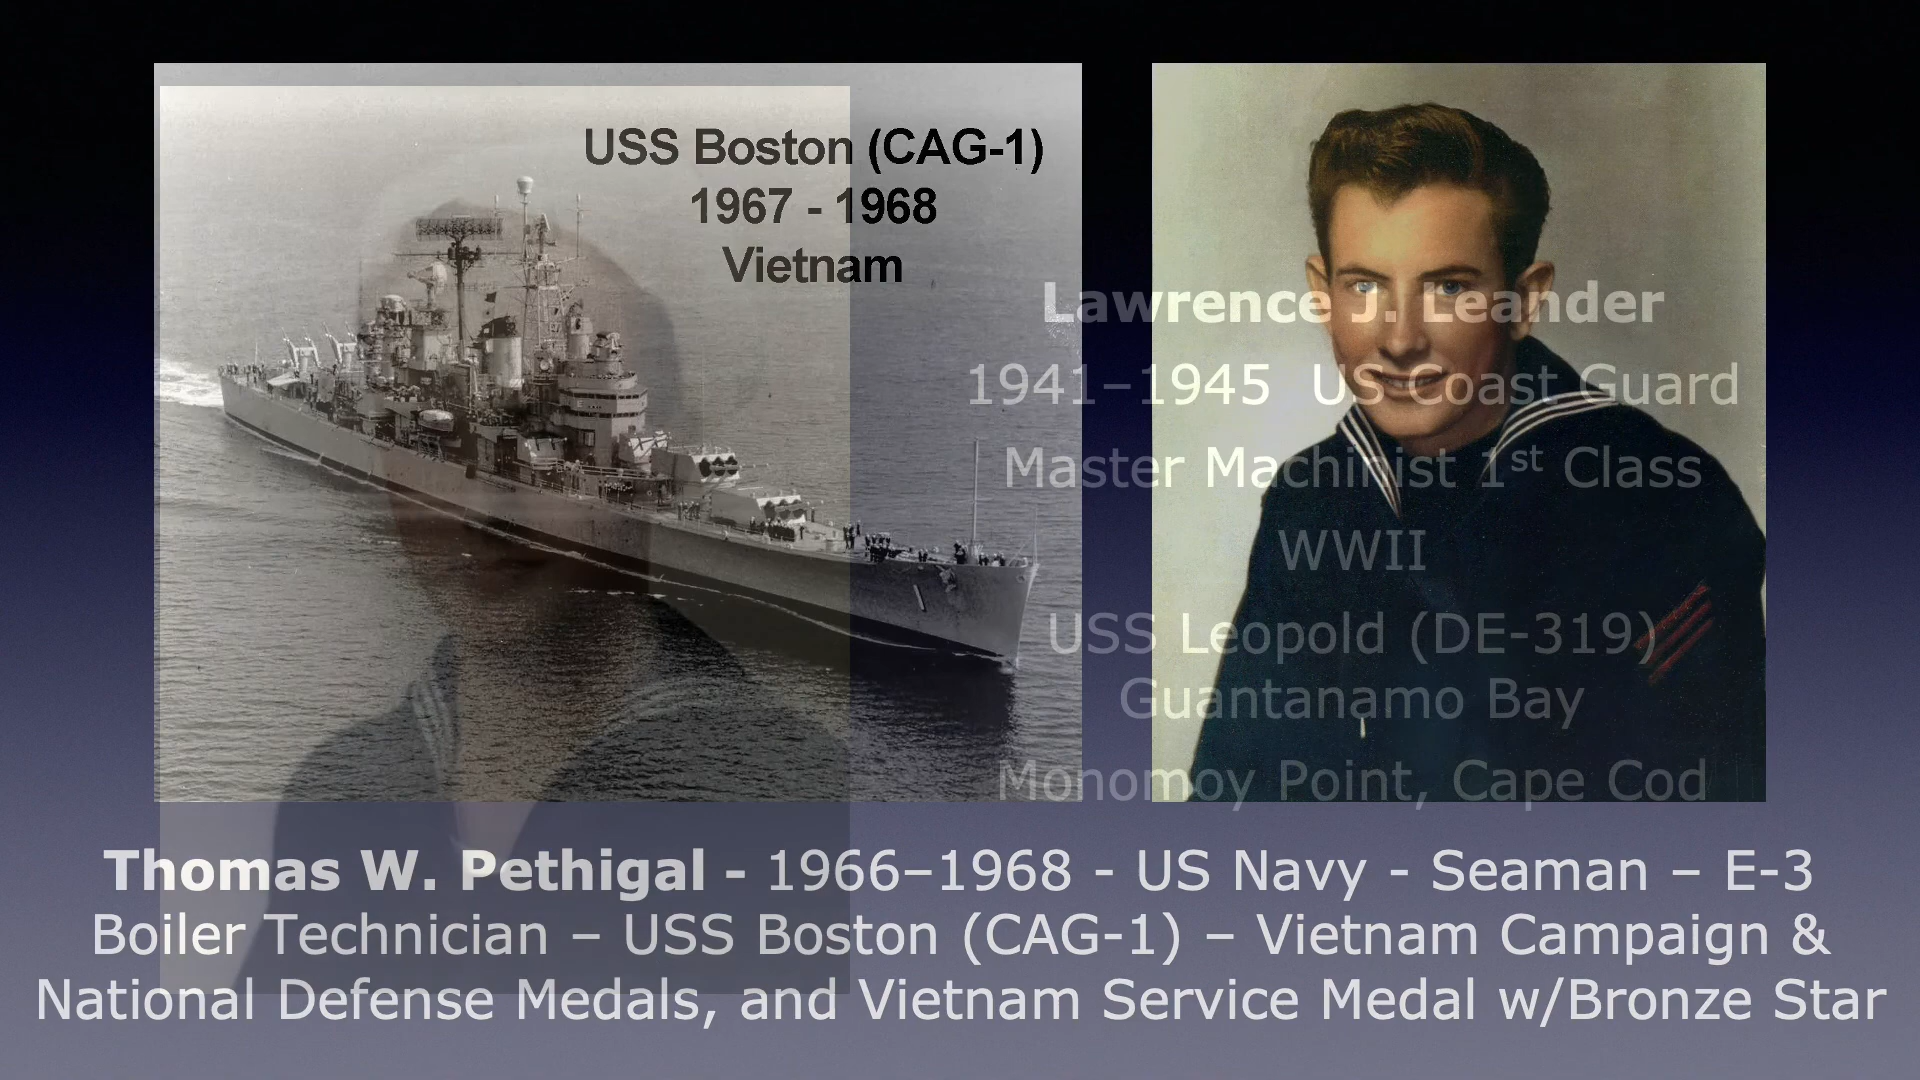 USS Boston (CAG-1)
1967 - 1968
Vietnam
Lawrence J. Leander
1941–1945 US Coast Guard
Master Machinist 1st Class
WWII
USS Leopold (DE-319)
Guantanamo Bay
Monomoy Point, Cape Cod
1
Thomas W. Pethigal - 1966–1968 - US Navy - Seaman – E-3
Boiler Technician – USS Boston (CAG-1) – Vietnam Campaign &
National Defense Medals, and Vietnam Service Medal w/Bronze Star